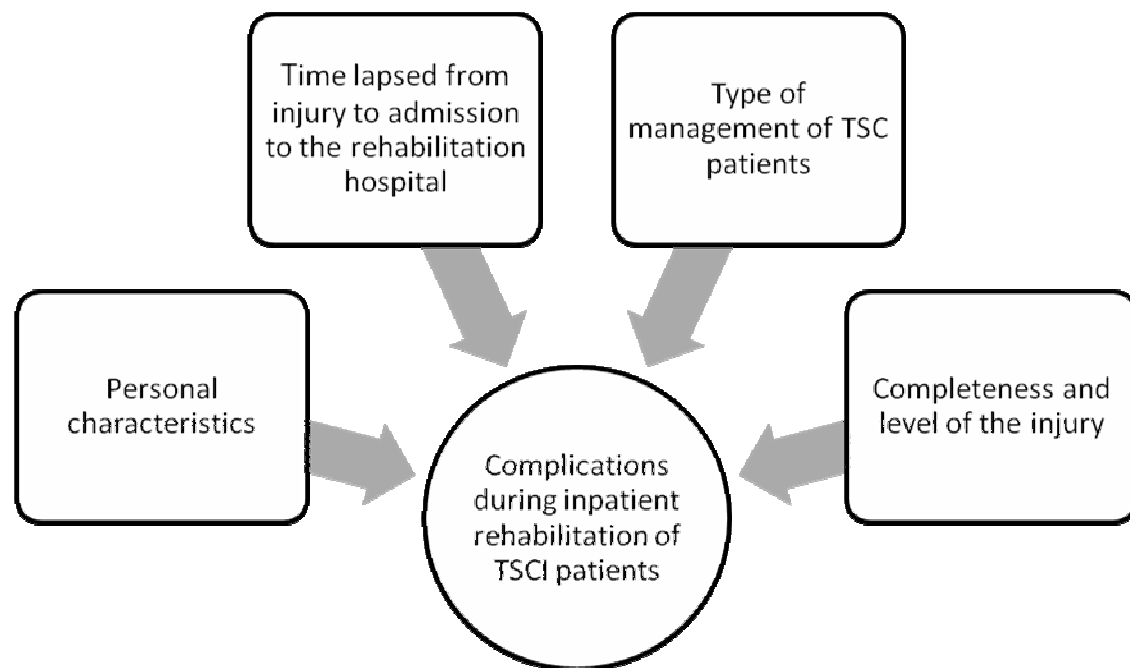 Time lapsed from
injury to admission
to the rehabilitation
hospital
Type of
management of TSC
patients
Personal
characteristics
Completeness and
level of the injury
Complications
during inpatient
rehabilitation of
TSCI patients